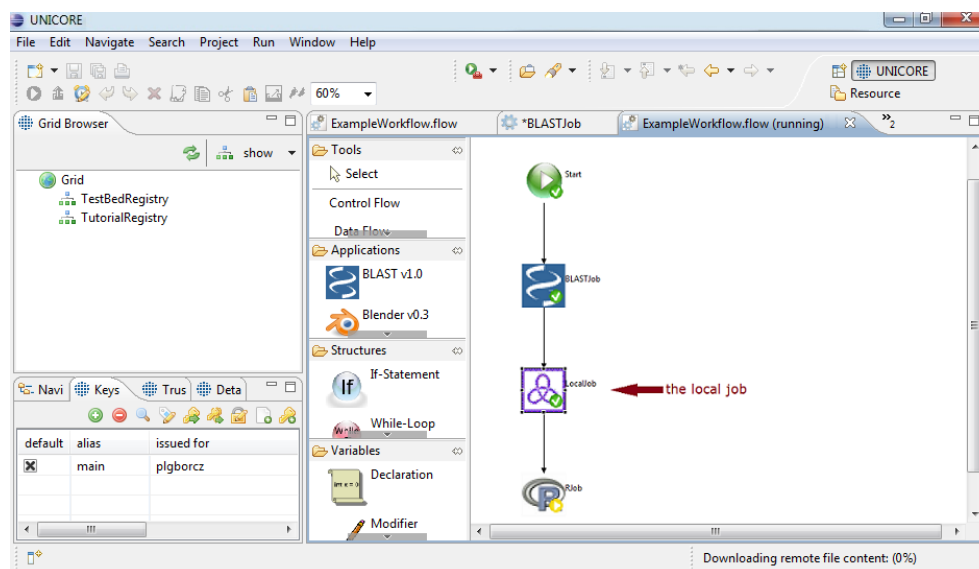 UNICORE
File Edit Navigate Search Project Run Window Help
UNICORE
60%
Resource
Grid Browser
ExampleWorkflow.flow
*BLASTJob
ExampleWorkflow.flow (running)
»2
show
Grid
TestBedRegistry
TutorialRegistry
Tools
Select
Control Flow
Data Flow
Applications
BLAST v1.0
Blender v0.3
Structures
If
If-Statement
While-Loop
Variables
Declaration
Modifier
Start
BLASTJob
LocalJob
the local job
RJob
Navi Keys Trus Deta
default alias issued for
main plgborcz
Downloading remote file content: (0%)